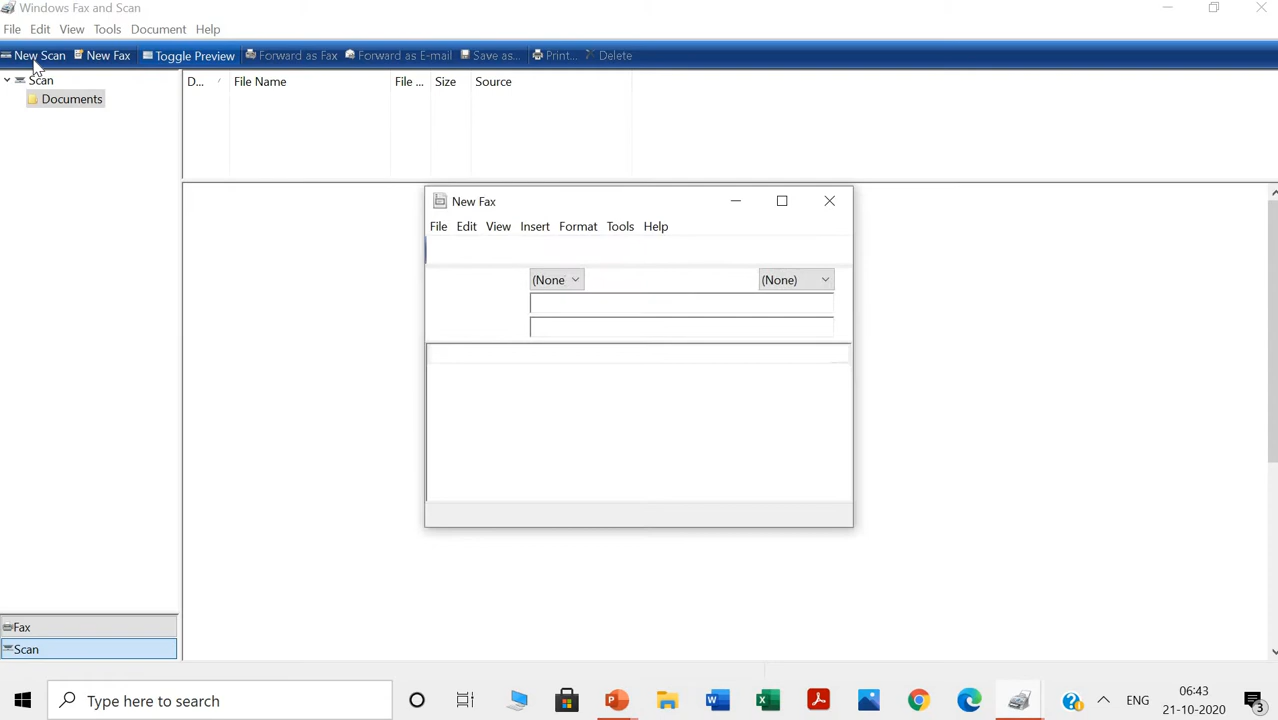 Windows Fax and Scan
File Edit View Tools Document Help
New Scan New Fax Toggle Preview Forward as Fax Forward as E-mail Save as... Print... Delete
Scan
Documents
D... File Name File ... Size Source
New Fax
File Edit View Insert Format Tools Help
(None (None)
Fax
Scan
Type here to search
ENG
06:43
21-10-2020
3